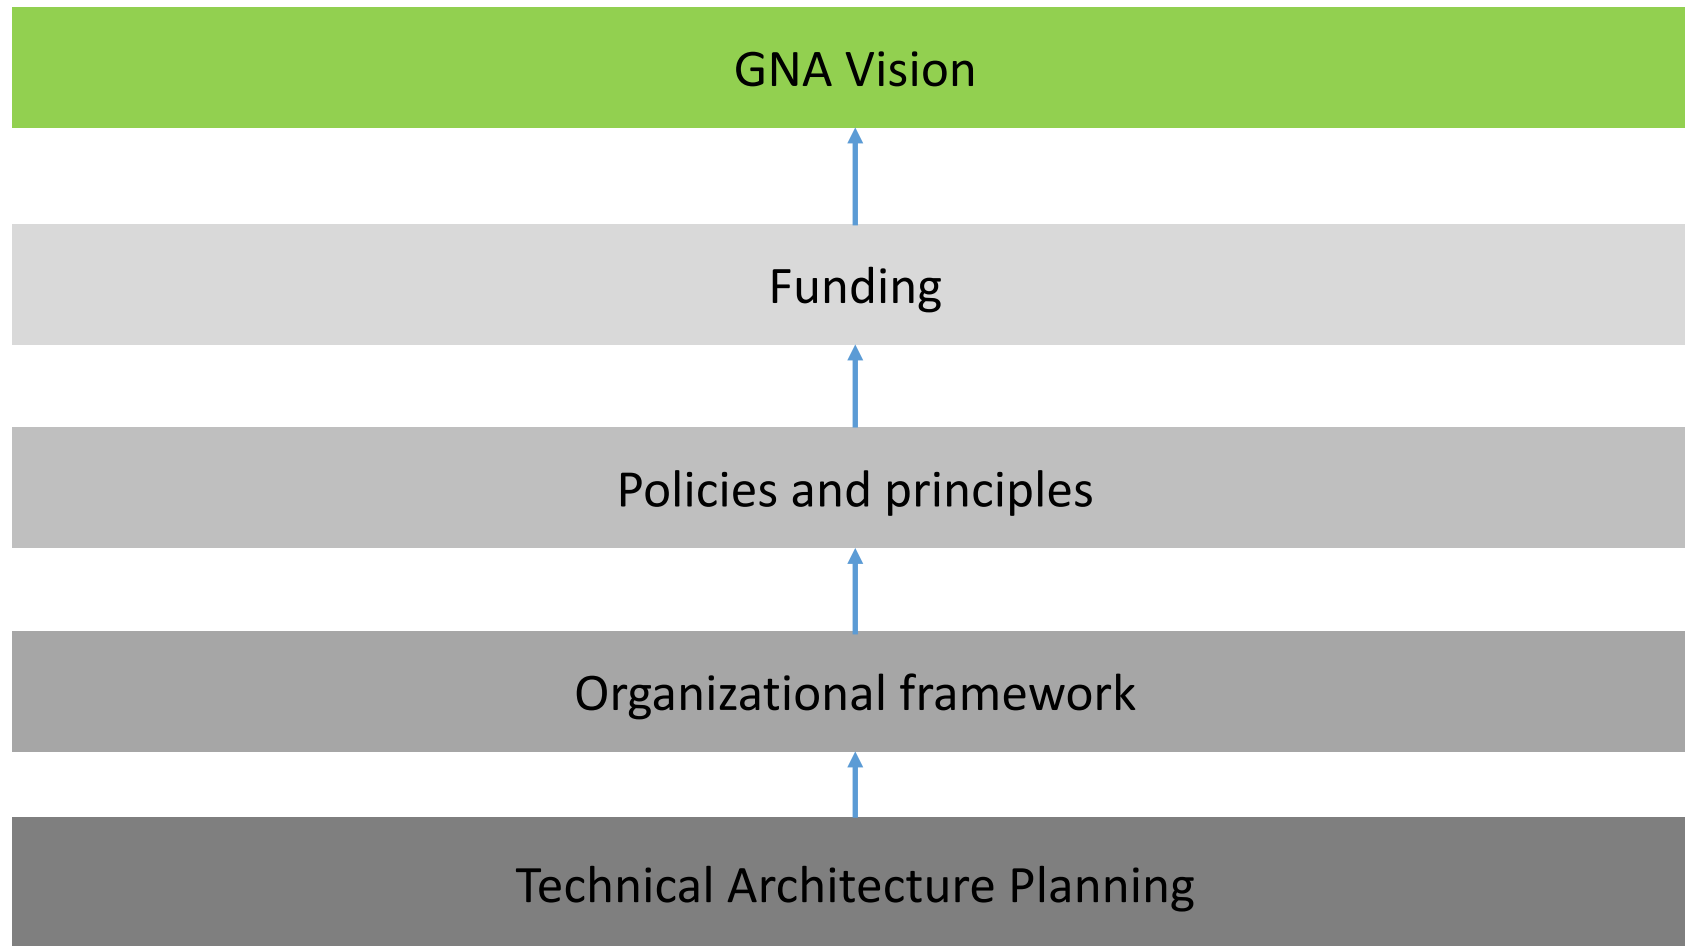 GNA Vision
Funding
Policies and principles
Organizational framework
Technical Architecture Planning